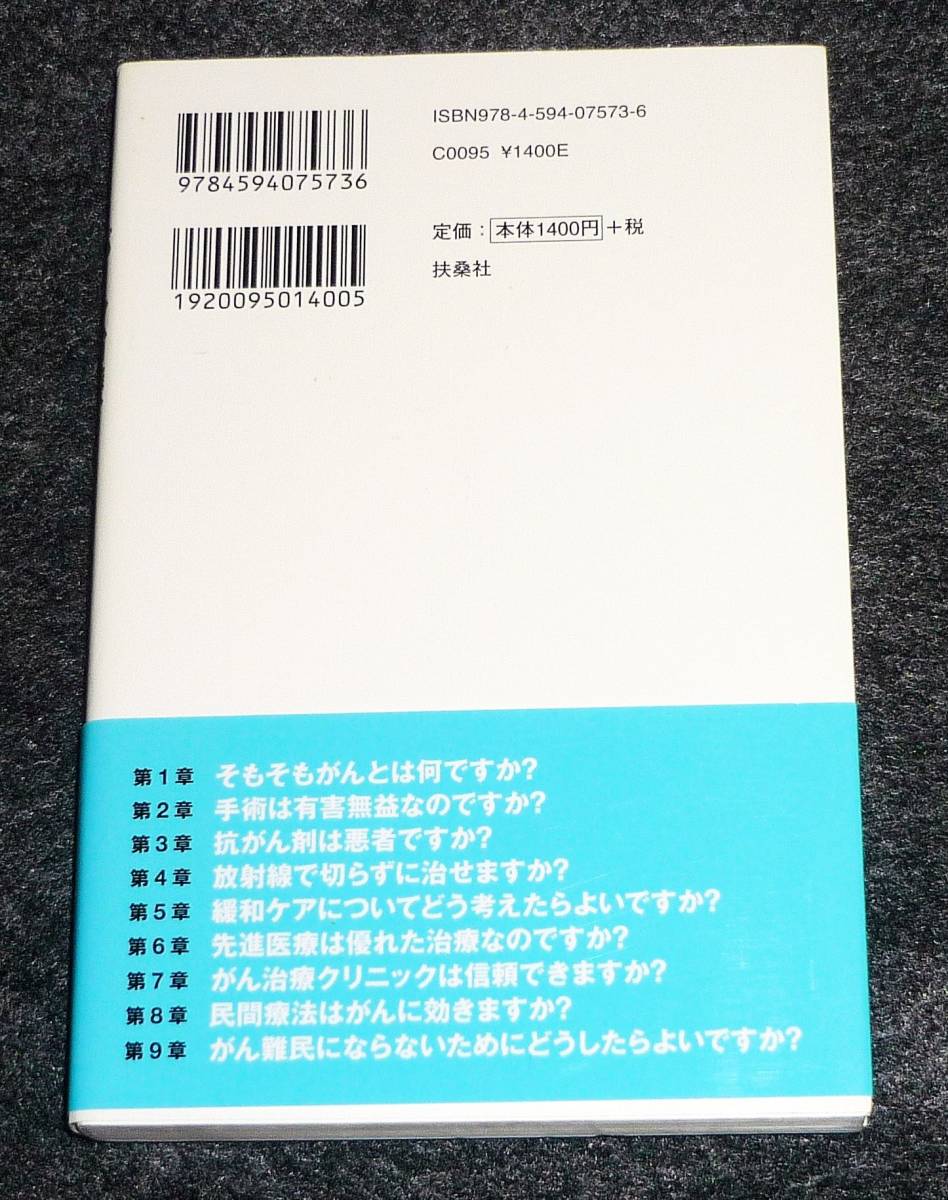 ISBN978-4-594-07573-6
C0095 ¥1400E
9784594075736
定価：本体1400円+税
扶桑社
1920095014005
第1章 そもそもがんとは何ですか？
第2章 手術は有害無益なのですか？
第3章 抗がん剤は悪者ですか？
第4章 放射線で切らずに治せますか？
第5章 緩和ケアについてどう考えたらよいですか？
第6章 先進医療は優れた治療なのですか？
第7章 がん治療クリニックは信頼できますか？
第8章 民間療法はがんに効きますか？
第9章 がん難民にならないためにどうしたらよいですか？